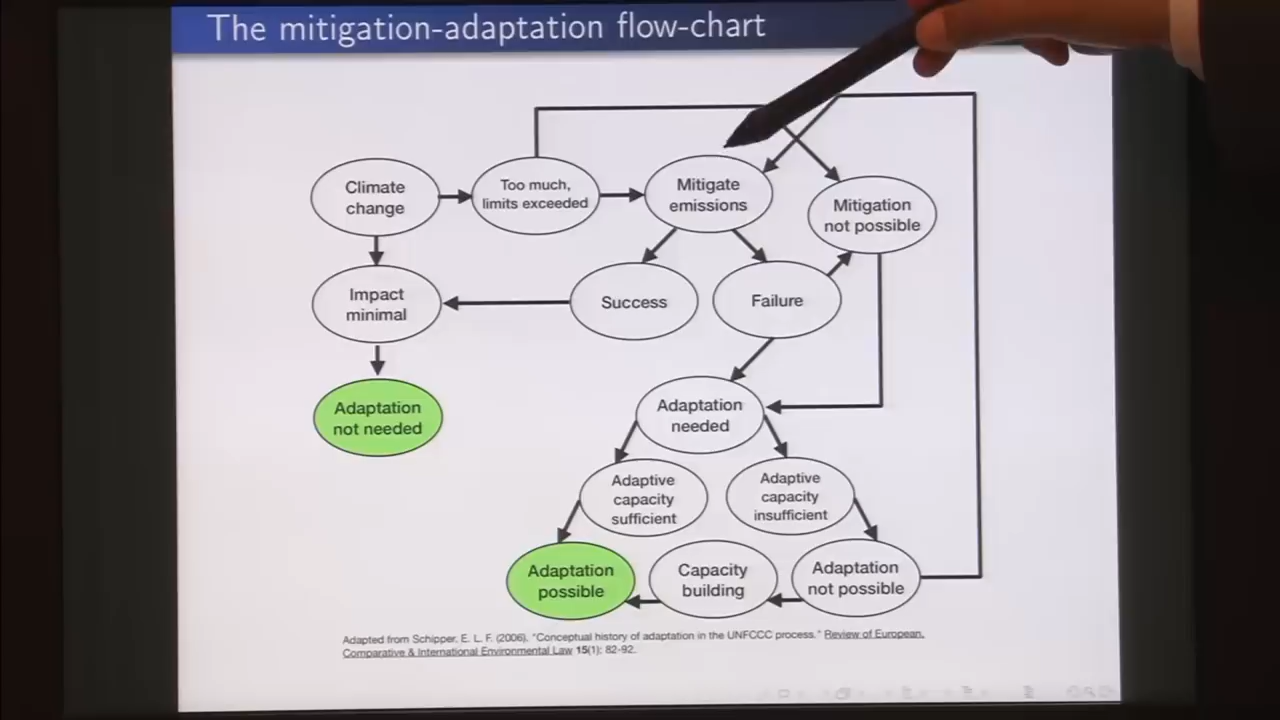 The mitigation-adaptation flow-chart
Climate
change
Too much,
limits exceeded
Mitigate
emissions
Mitigation
not possible
Impact
minimal
Success
Failure
Adaptation
not needed
Adaptation
needed
Adaptive
capacity
sufficient
Adaptive
capacity
insufficient
Adaptation
possible
Capacity
building
Adaptation
not possible
Adapted from Schipper, E. L. F. (2006). "Conceptual history of adaptation in the UNFCCC process." Review of European,
Comparative & International Environmental Law 15(1): 82-92.